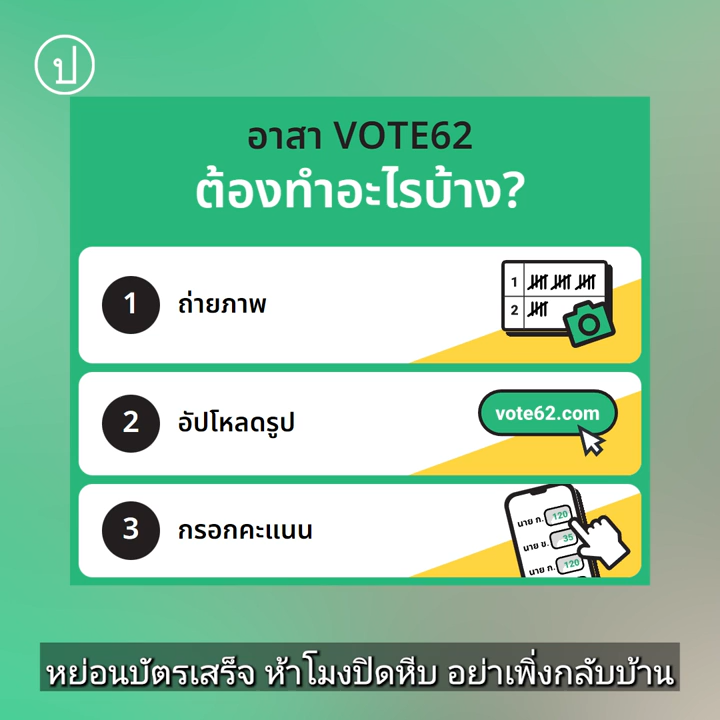 ป
อาสา VOTE62
ต้องทำอะไรบ้าง?
1 ถ่ายภาพ
1
2
2 อัปโหลดรูป
vote62.com
3 กรอกคะแนน
นาย ก. 120
นาย ข. 35
นาย ค. 120
หย่อนบัตรเสร็จ ห้าโมงปิดหีบ อย่าเพิ่งกลับบ้าน